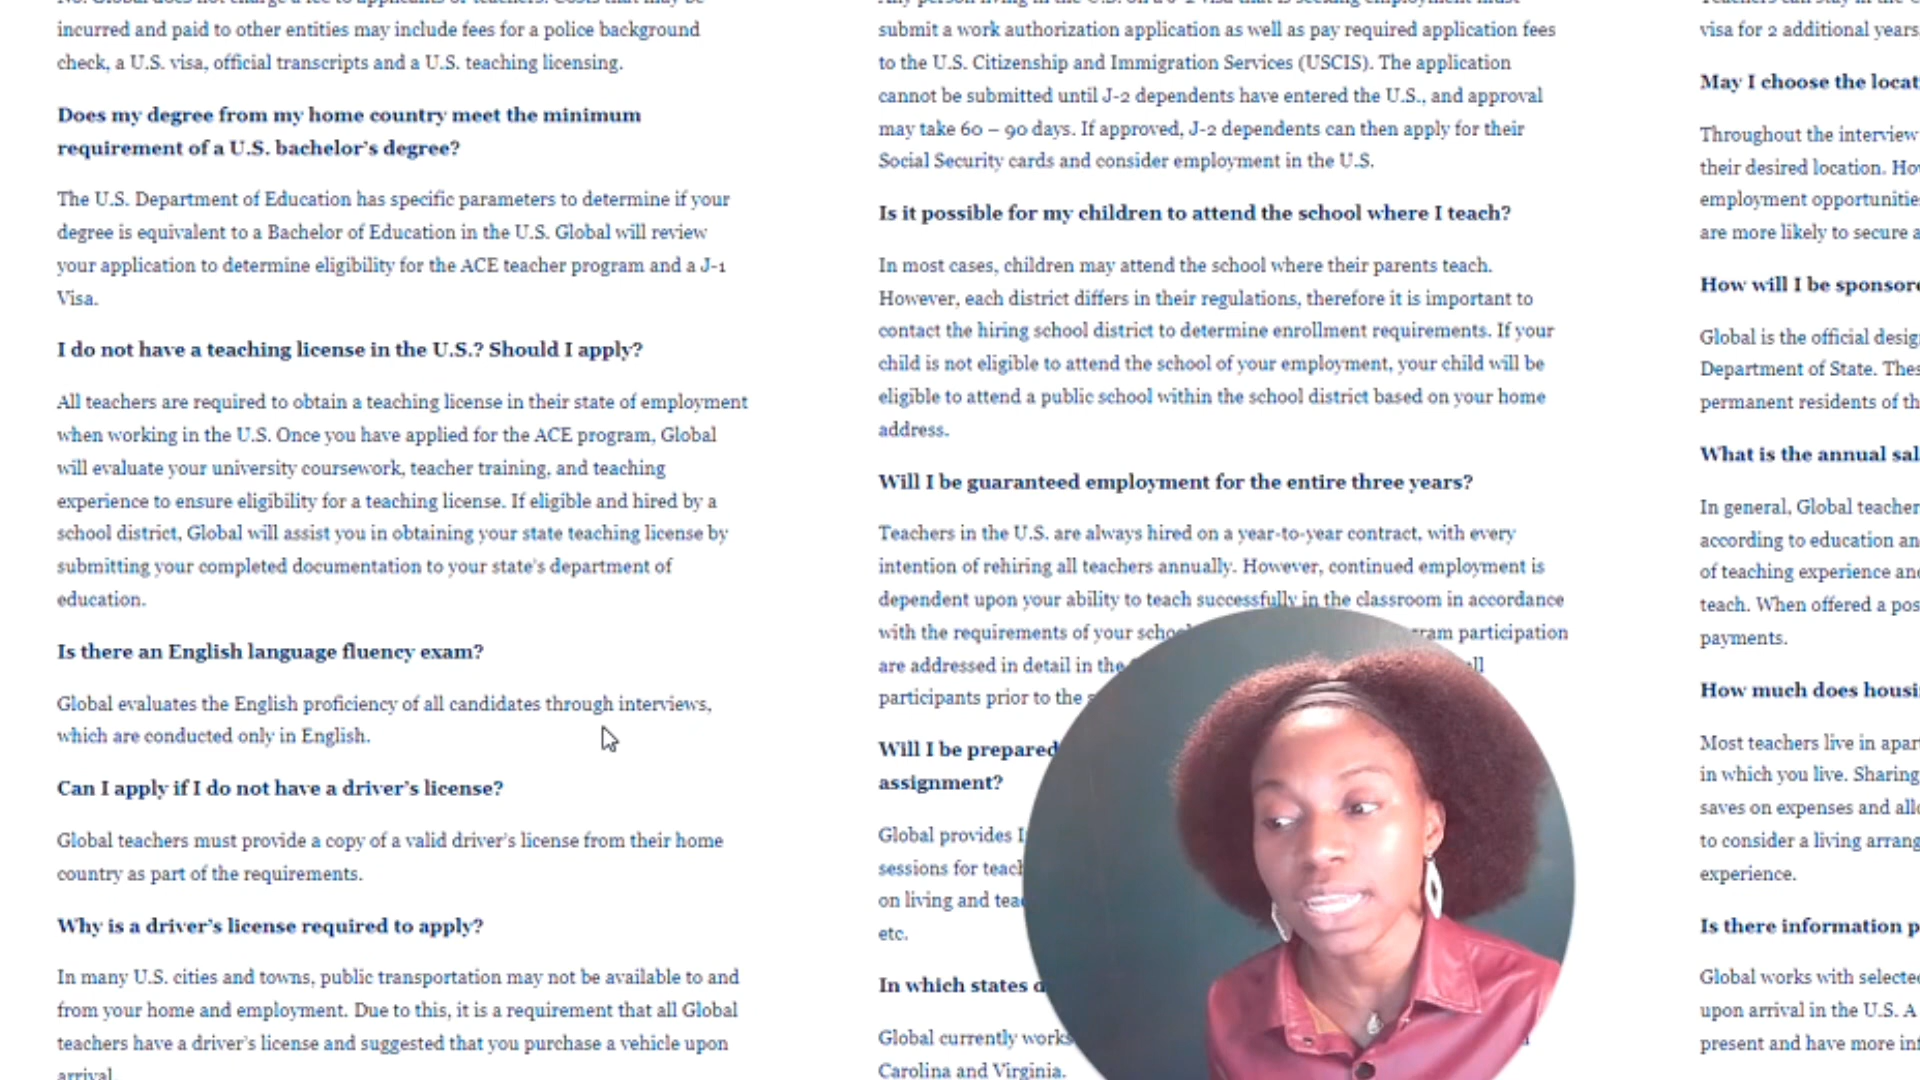 incurred and paid to other entities may include fees for a police background
check, a U.S. visa, official transcripts and a U.S. teaching licensing.
Does my degree from my home country meet the minimum
requirement of a U.S. bachelor's degree?
The U.S. Department of Education has specific parameters to determine if your
degree is equivalent to a Bachelor of Education in the U.S. Global will review
your application to determine eligibility for the ACE teacher program and a J-1
Visa.
I do not have a teaching license in the U.S.? Should I apply?
All teachers are required to obtain a teaching license in their state of employment
when working in the U.S. Once you have applied for the ACE program, Global
will evaluate your university coursework, teacher training, and teaching
experience to ensure eligibility for a teaching license. If eligible and hired by a
school district, Global will assist you in obtaining your state teaching license by
submitting your completed documentation to your state's department of
education.
Is there an English language fluency exam?
Global evaluates the English proficiency of all candidates through interviews,
which are conducted only in English.
Can I apply if I do not have a driver's license?
Global teachers must provide a copy of a valid driver's license from their home
country as part of the requirements.
Why is a driver's license required to apply?
In many U.S. cities and towns, public transportation may not be available to and
from your home and employment. Due to this, it is a requirement that all Global
teachers have a driver's license and suggested that you purchase a vehicle upon
arrival.
submit a work authorization application as well as pay required application fees
to the U.S. Citizenship and Immigration Services (USCIS). The application
cannot be submitted until J-2 dependents have entered the U.S., and approval
may take 60 – 90 days. If approved, J-2 dependents can then apply for their
Social Security cards and consider employment in the U.S.
Is it possible for my children to attend the school where I teach?
In most cases, children may attend the school where their parents teach.
However, each district differs in their regulations, therefore it is important to
contact the hiring school district to determine enrollment requirements. If your
child is not eligible to attend the school of your employment, your child will be
eligible to attend a public school within the school district based on your home
address.
Will I be guaranteed employment for the entire three years?
Teachers in the U.S. are always hired on a year-to-year contract, with every
intention of rehiring all teachers annually. However, continued employment is
dependent upon your ability to teach successfully in the classroom in accordance
with the requirements of your participation
are addressed in detail in the
participants prior to the
Will I be prepared
assignment?
Global provides
sessions for
on living and
etc.
In which states
Global currently works
Carolina and Virginia.
visa for 2 additional years
May I choose the
Throughout the interview
their desired location.
employment
are more likely to secure a
How will I be
Global is the official
Department of State.
permanent residents of
What is the annual
In general, Global
according to education
of teaching experience
teach. When offered a
payments.
How much does
Most teachers live in
in which you live. Sharing
saves on expenses and
to consider a living
experience.
Is there information
Global works with
upon arrival in the U.S. A
present and have more